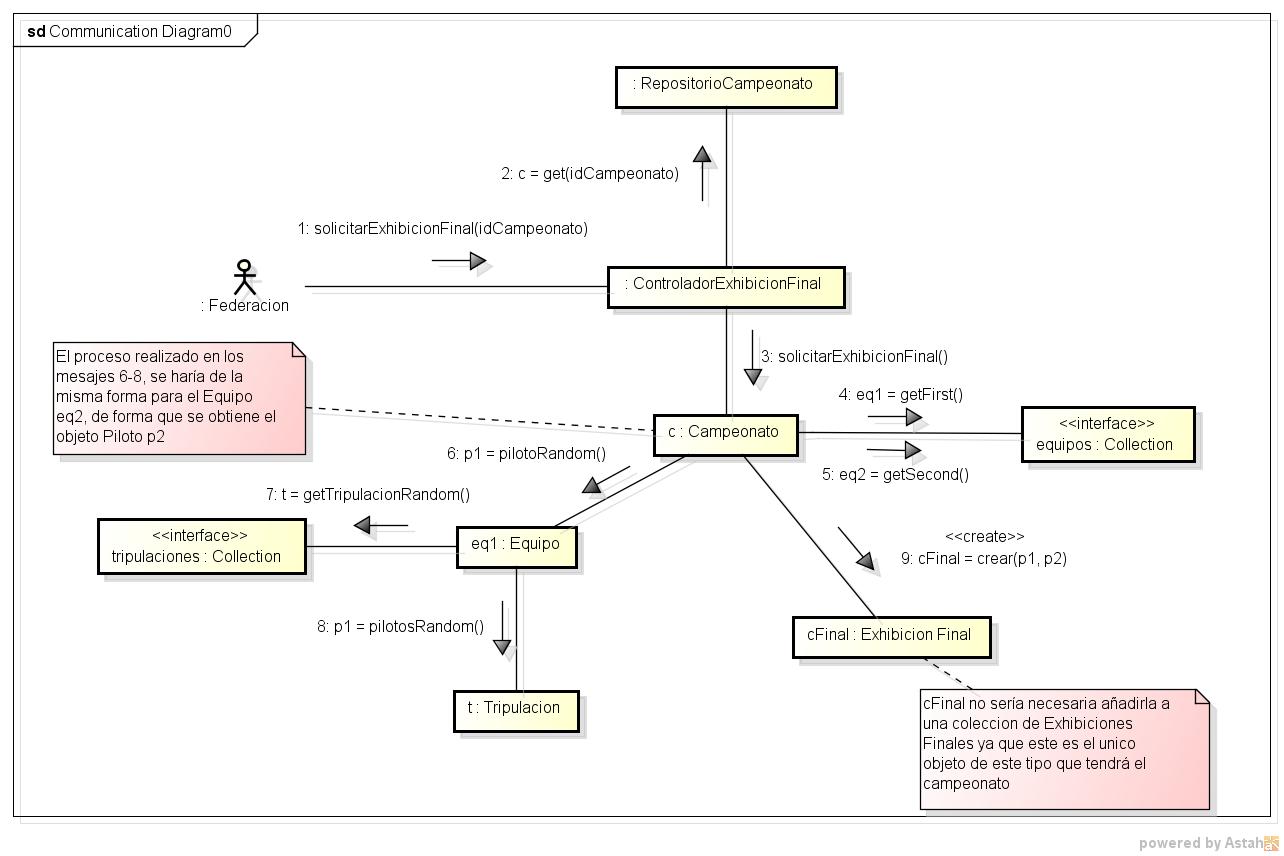 sd Communication Diagram0
: RepositorioCampeonato
2: c = get(idCampeonato)
1: solicitarExhibicionFinal(idCampeonato)
: Federacion
: ControladorExhibicionFinal
El proceso realizado en los
mesajes 6-8, se haría de la
misma forma para el Equipo
eq2, de forma que se obtiene el
objeto Piloto p2
3: solicitarExhibicionFinal()
4: eq1 = getFirst()
c : Campeonato
<<interface>>
equipos : Collection
5: eq2 = getSecond()
6: p1 = pilotoRandom()
7: t = getTripulacionRandom()
<<interface>>
tripulaciones : Collection
eq1 : Equipo
<<create>>
9: cFinal = crear(p1, p2)
8: p1 = pilotosRandom()
cFinal : Exhibicion Final
t : Tripulacion
cFinal no sería necesaria añadirla a
una coleccion de Exhibiciones
Finales ya que este es el unico
objeto de este tipo que tendrá el
campeonato
powered by Astah